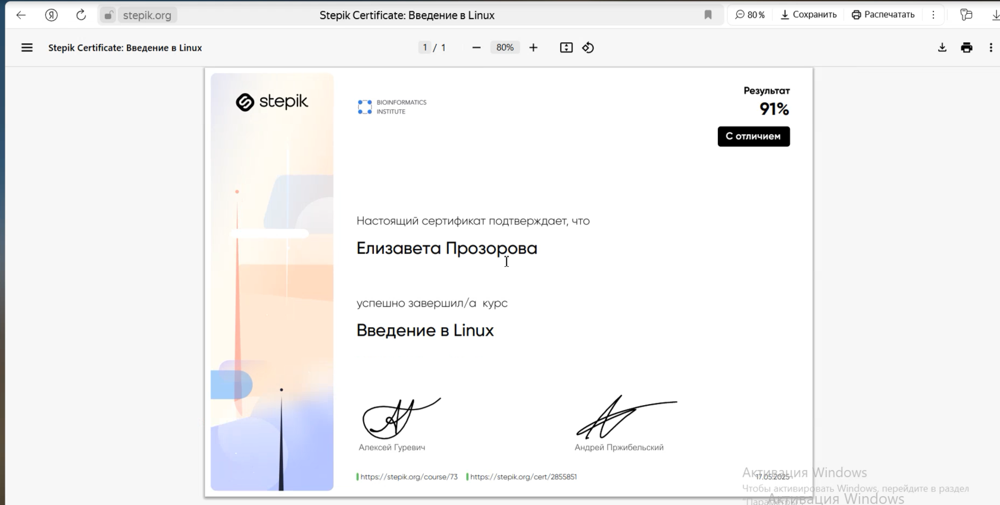 stepik.org
Stepik Certificate: Введение в Linux
80 %
Сохранить
Распечатать
Stepik Certificate: Введение в Linux
1 / 1
80%
stepik
BIOINFORMATICS
INSTITUTE
Результат
91%
С отличием
Настоящий сертификат подтверждает, что
Елизавета Прозорова
успешно завершил/а курс
Введение в Linux
Алексей Гуревич
Андрей Пржибельский
https://stepik.org/course/73
https://stepik.org/cert/2855851
17.05.2025
Активация Windows
Чтобы активировать Windows, перейдите в раздел
"Параметры".
Активация Windows